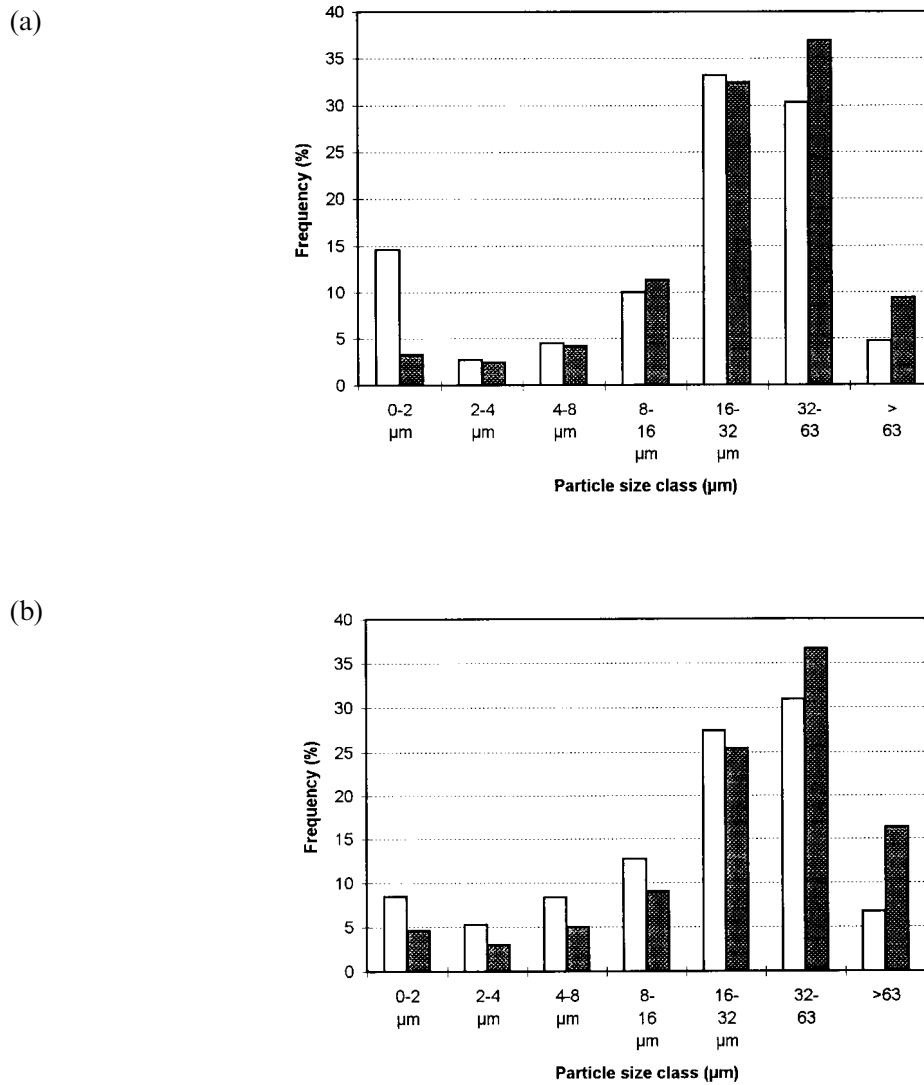 (a)
40
35
30
25
20
15
10
5
0
Frequency (%)
0-2 2-4 4-8 8- 16- 32- >
µm µm µm 16 32 63 63
µm µm
Particle size class (µm)
(b)
40
35
30
25
20
15
10
5
0
Frequency (%)
0-2 2-4 4-8 8- 16- 32- >63
µm µm µm 16 32 63
µm µm
Particle size class (µm)